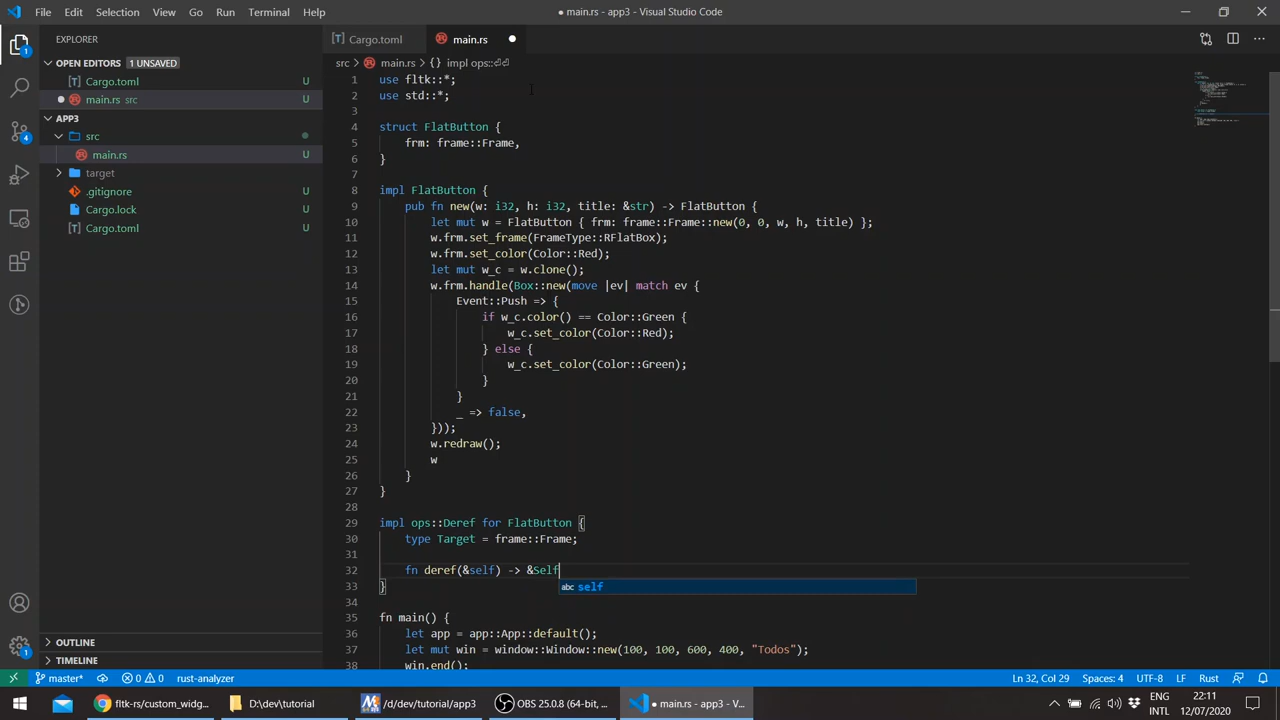 File Edit Selection View Go Run Terminal Help
● main.rs - app3 - Visual Studio Code
EXPLORER ...
Cargo.toml
main.rs
OPEN EDITORS 1 UNSAVED
Cargo.toml U
main.rs src U
APP3
src
main.rs U
target
.gitignore U
Cargo.lock U
Cargo.toml U
OUTLINE
TIMELINE
1
4
1
src > main.rs > {} impl ops::⏎⏎
1 use fltk::*;
2 use std::*;
3
4 struct FlatButton {
5 frm: frame::Frame,
6 }
7
8 impl FlatButton {
9 pub fn new(w: i32, h: i32, title: &str) -> FlatButton {
10 let mut w = FlatButton { frm: frame::Frame::new(0, 0, w, h, title) };
11 w.frm.set_frame(FrameType::RFlatBox);
12 w.frm.set_color(Color::Red);
13 let mut w_c = w.clone();
14 w.frm.handle(Box::new(move |ev| match ev {
15 Event::Push => {
16 if w_c.color() == Color::Green {
17 w_c.set_color(Color::Red);
18 } else {
19 w_c.set_color(Color::Green);
20 }
21 }
22 _ => false,
23 }));
24 w.redraw();
25 w
26 }
27 }
28
29 impl ops::Deref for FlatButton {
30 type Target = frame::Frame;
31
32 fn deref(&self) -> &Self
abc self
33 }
34
35 fn main() {
36 let app = app::App::default();
37 let mut win = window::Window::new(100, 100, 600, 400, "Todos");
38 win.end();
master* 0 0 rust-analyzer
Ln 32, Col 29 Spaces: 4 UTF-8 LF Rust
fltk-rs/custom_widg...
D:\dev\tutorial
/d/dev/tutorial/app3
OBS 25.0.8 (64-bit, ...
● main.rs - app3 - V...
ENG
INTL
22:11
12/07/2020